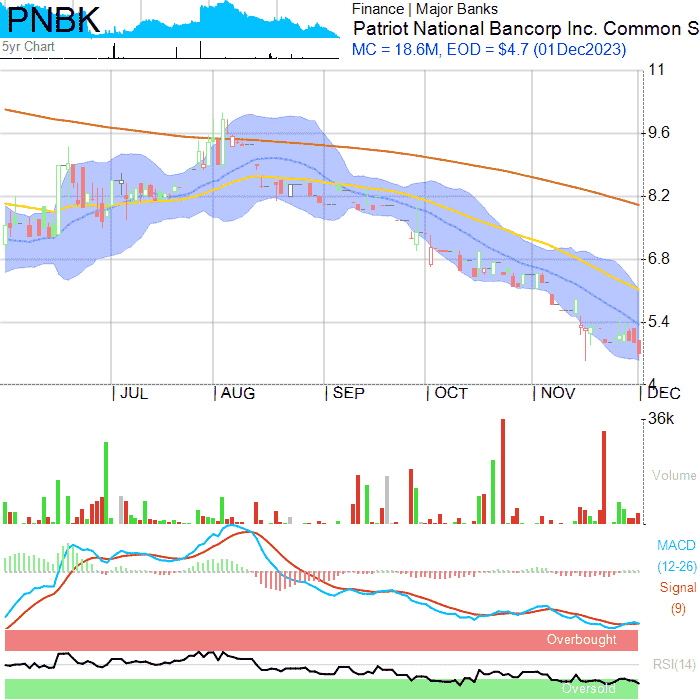 PNBK
5yr Chart
Finance | Major Banks
Patriot National Bancorp Inc. Common S
MC = 18.6M, EOD = $4.7 (01Dec2023)
11
9.6
8.2
6.8
5.4
4
JUL
AUG
SEP
OCT
NOV
DEC
36k
Volume
MACD
(12-26)
Signal
(9)
Overbought
RSI(14)
Oversold